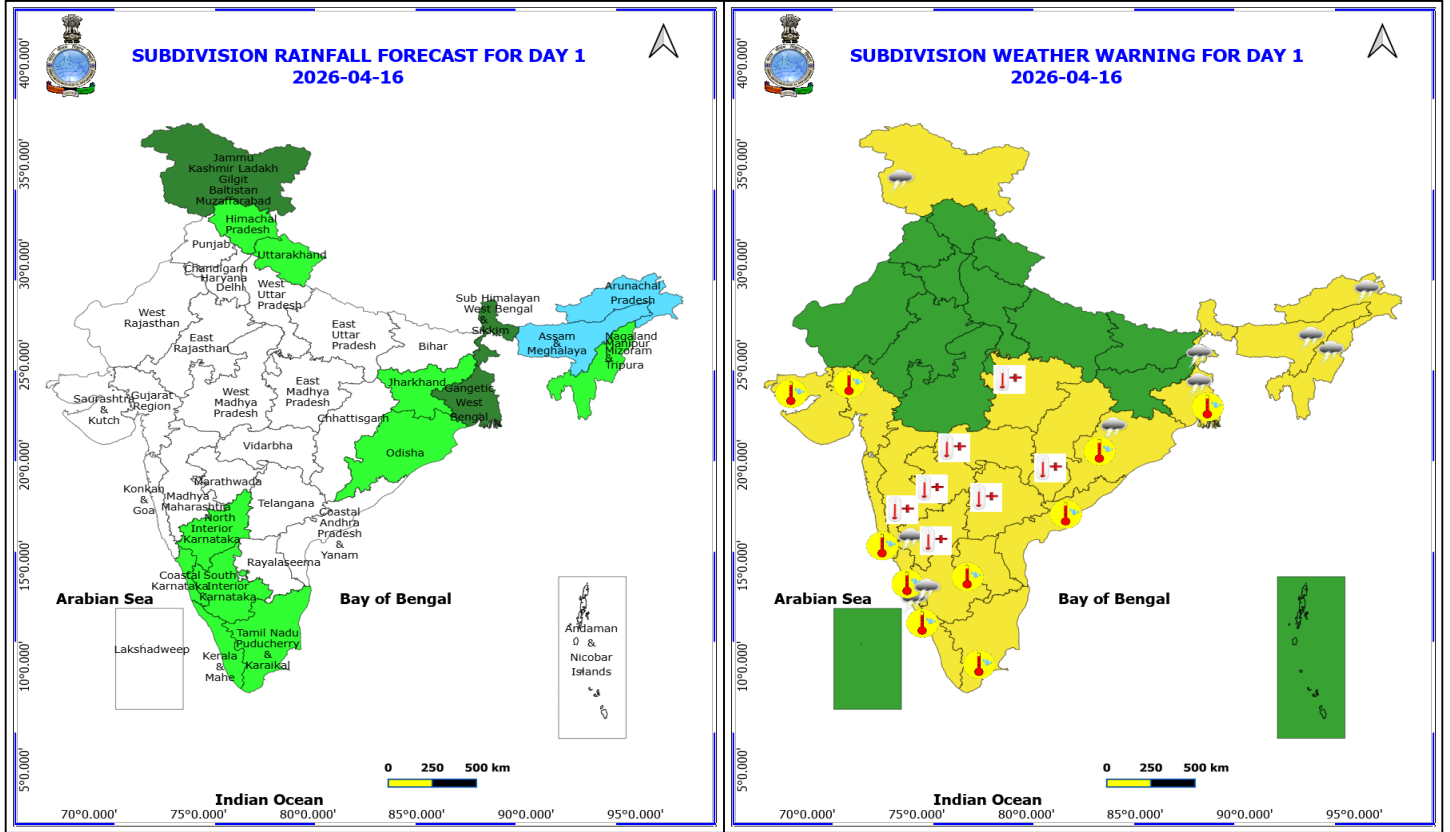 SUBDIVISION RAINFALL FORECAST FOR DAY 1
2026-04-16
40°0.000'
35°0.000'
30°0.000'
25°0.000'
20°0.000'
15°0.000'
10°0.000'
5°0.000'
Jammu
Kashmir Ladakh
Gilgit
Baltistan
Muzaffarabad
Himachal
Pradesh
Punjab
Uttarakhand
Chandigarh
Haryana
Delhi
West
Uttar
Pradesh
West
Rajasthan
East
Rajasthan
East
Uttar
Pradesh
Bihar
Sub Himalayan
West Bengal
&
Sikkim
Arunachal
Pradesh
Assam
&
Meghalaya
Nagaland
Manipur
Mizoram
&
Tripura
Saurashtra
&
Kutch
Gujarat
Region
West
Madhya
Pradesh
East
Madhya
Pradesh
Jharkhand
Gangetic
West
Bengal
Chhattisgarh
Vidarbha
Odisha
Konkan
&
Goa
Madhya
Maharashtra
Marathwada
Telangana
North
Interior
Karnataka
Coastal
Andhra
Pradesh
&
Yanam
Rayalaseema
Coastal
Karnataka
South
Interior
Karnataka
Tamil Nadu
Puducherry
&
Karaikal
Kerala
&
Mahe
Lakshadweep
Andaman
&
Nicobar
Islands
Arabian Sea
Bay of Bengal
0 250 500 km
Indian Ocean
70°0.000' 75°0.000' 80°0.000' 85°0.000' 90°0.000' 95°0.000'
SUBDIVISION WEATHER WARNING FOR DAY 1
2026-04-16
40°0.000'
35°0.000'
30°0.000'
25°0.000'
20°0.000'
15°0.000'
10°0.000'
5°0.000'
Arabian Sea
Bay of Bengal
0 250 500 km
Indian Ocean
70°0.000' 75°0.000' 80°0.000' 85°0.000' 90°0.000' 95°0.000'